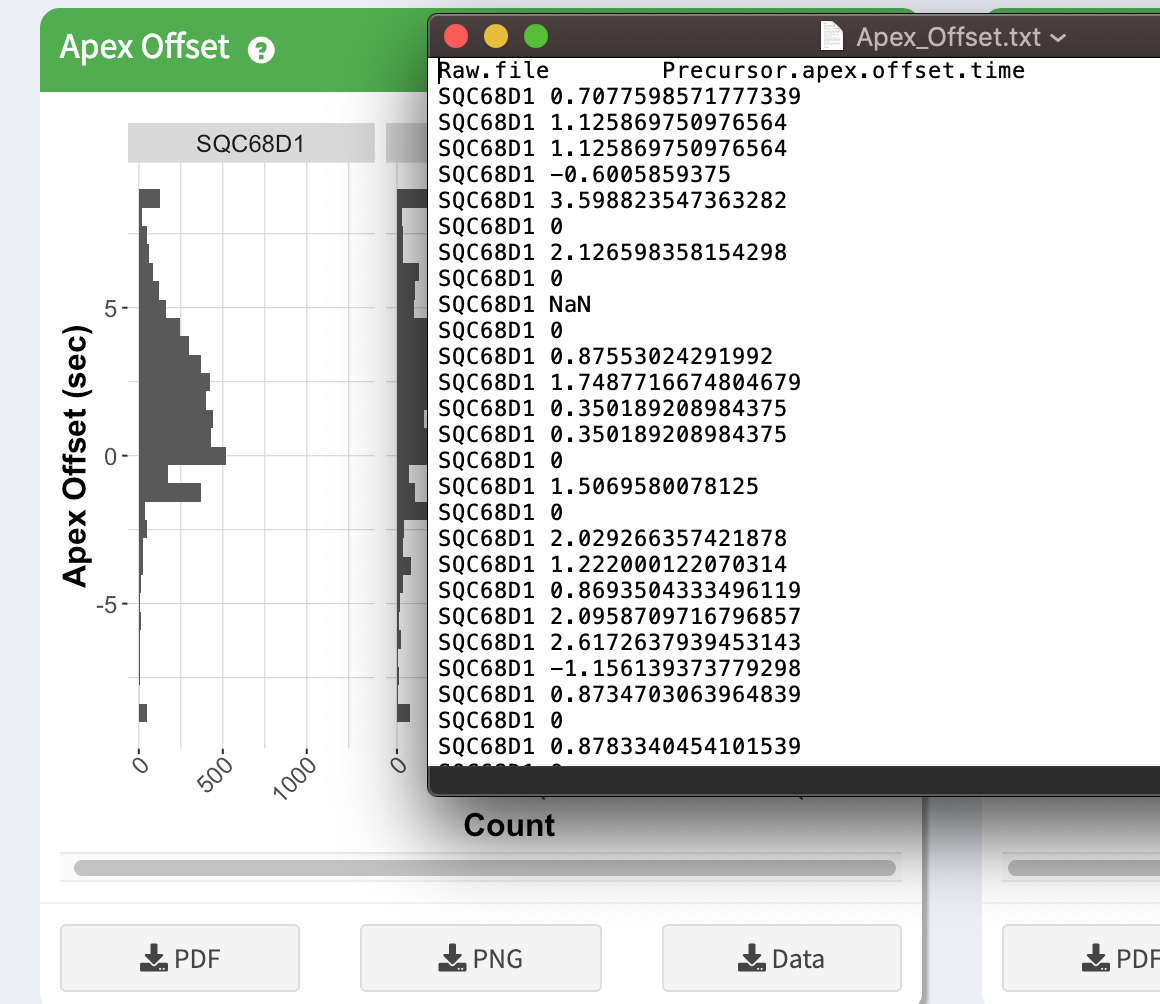 Apex Offset ?
SQC68D1
Apex Offset (sec)
5
0
-5
0
500
1000
0
Count
PDF
PNG
Data
PDF
Apex_Offset.txt
Raw.file Precursor.apex.offset.time
SQC68D1 0.7077598571777339
SQC68D1 1.125869750976564
SQC68D1 1.125869750976564
SQC68D1 -0.6005859375
SQC68D1 3.598823547363282
SQC68D1 0
SQC68D1 2.126598358154298
SQC68D1 0
SQC68D1 NaN
SQC68D1 0
SQC68D1 0.87553024291992
SQC68D1 1.7487716674804679
SQC68D1 0.350189208984375
SQC68D1 0.350189208984375
SQC68D1 0
SQC68D1 1.5069580078125
SQC68D1 0
SQC68D1 2.029266357421878
SQC68D1 1.222000122070314
SQC68D1 0.8693504333496119
SQC68D1 2.0958709716796857
SQC68D1 2.6172637939453143
SQC68D1 -1.156139373779298
SQC68D1 0.8734703063964839
SQC68D1 0
SQC68D1 0.8783340454101539